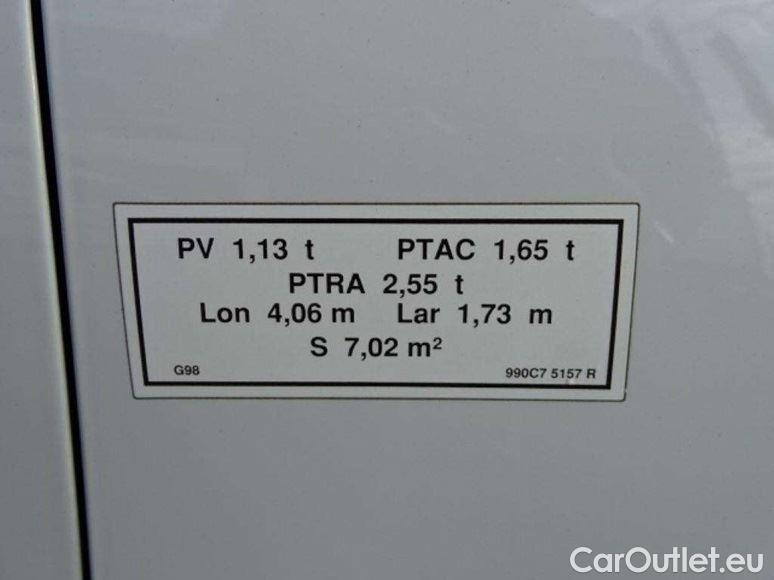 PV 1,13 t PTAC 1,65 t
PTRA 2,55 t
Lon 4,06 m Lar 1,73 m
S 7,02 m²
G98 990C7 5157 R
CarOutlet.eu